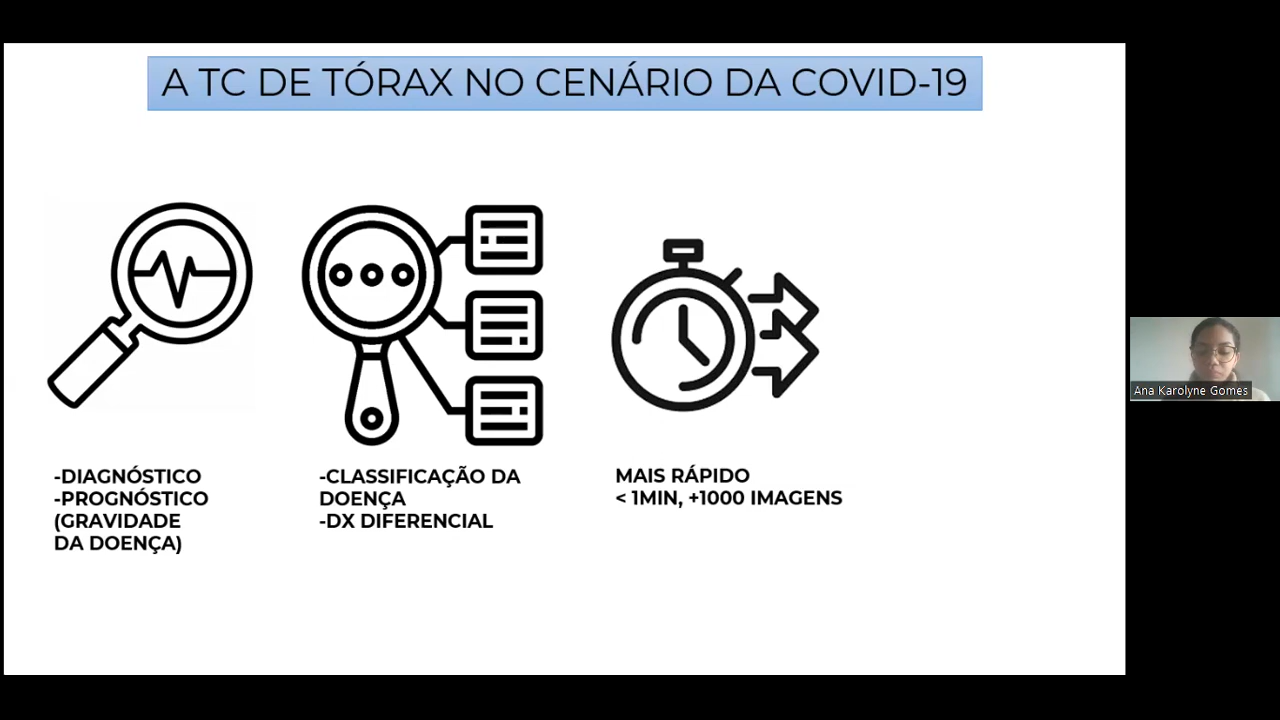 A TC DE TÓRAX NO CENÁRIO DA COVID-19
-DIAGNÓSTICO
-PROGNÓSTICO
(GRAVIDADE
DA DOENÇA)
-CLASSIFICAÇÃO DA
DOENÇA
-DX DIFERENCIAL
MAIS RÁPIDO
< 1MIN, +1000 IMAGENS
Ana Karolyne Gomes